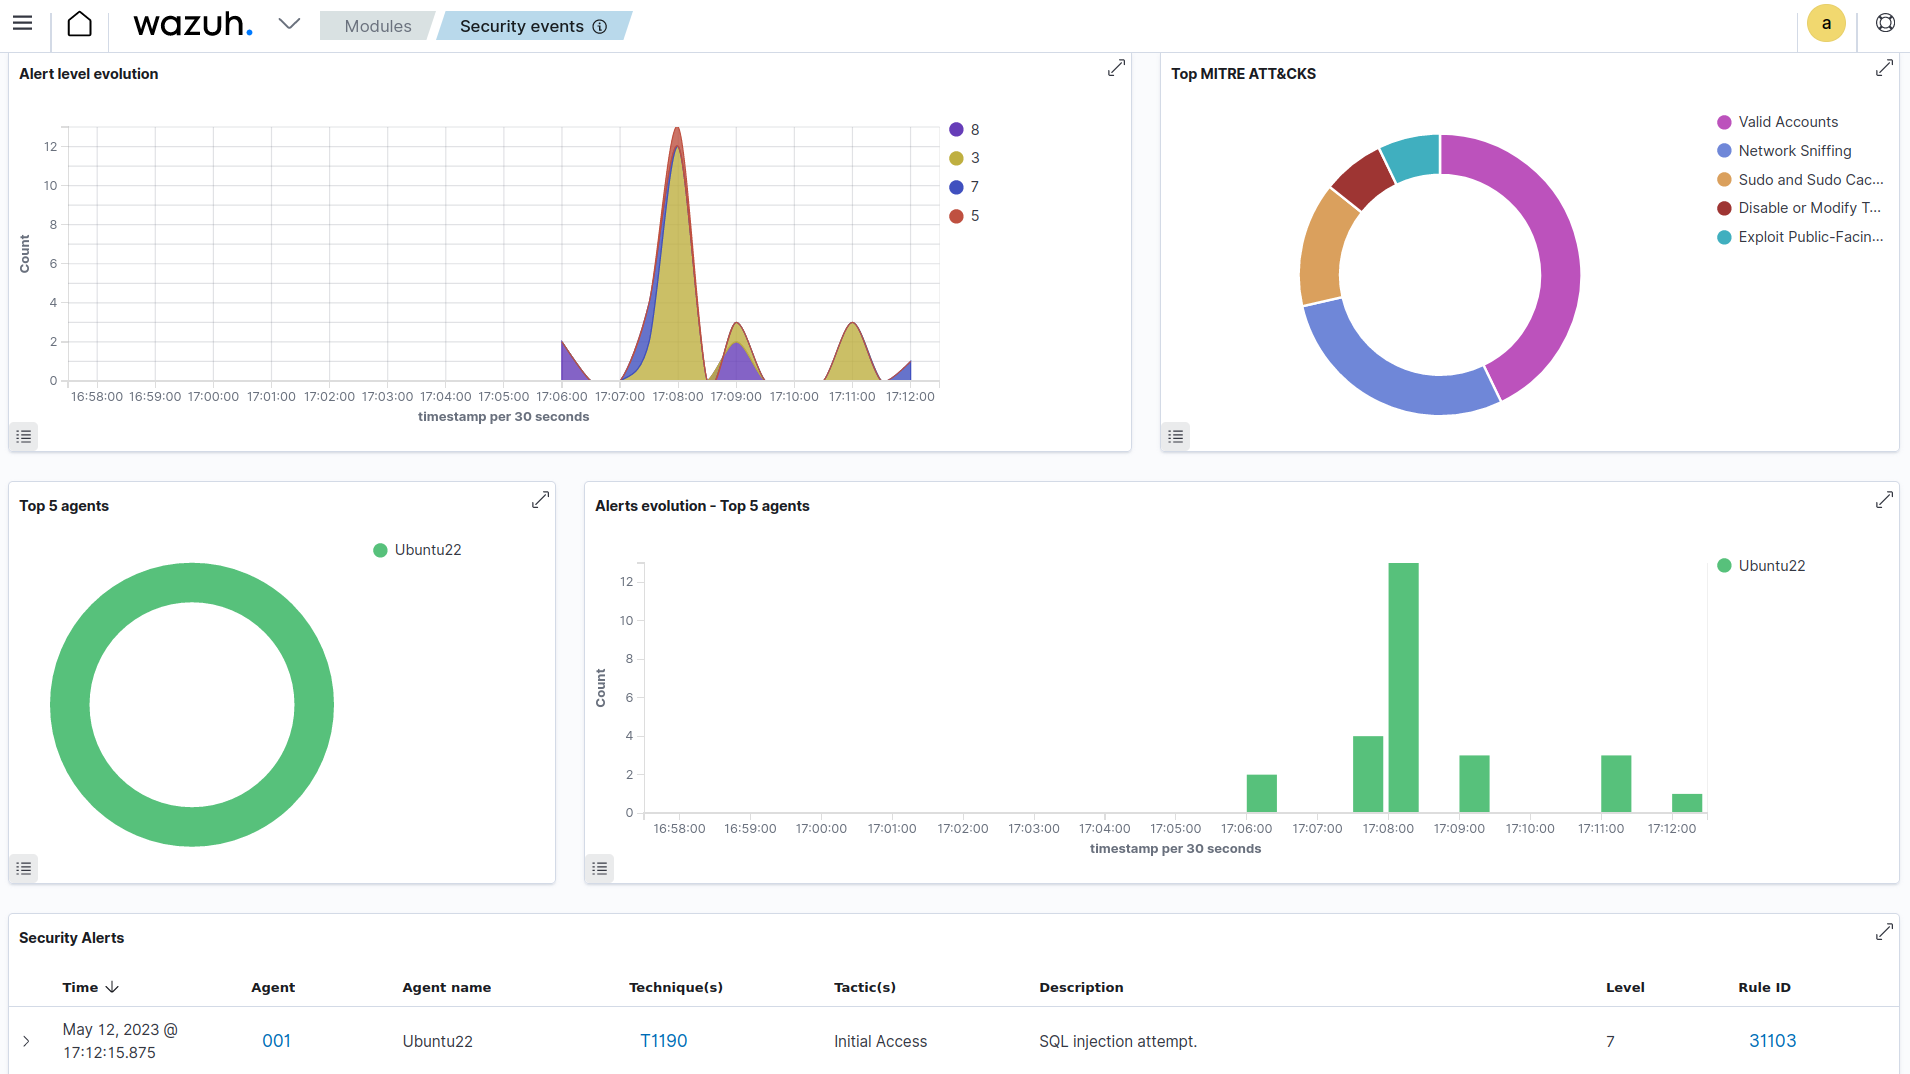 wazuh.
Modules
Security events
a
Alert level evolution
Count
12
10
8
6
4
2
0
16:58:00 16:59:00 17:00:00 17:01:00 17:02:00 17:03:00 17:04:00 17:05:00 17:06:00 17:07:00 17:08:00 17:09:00 17:10:00 17:11:00 17:12:00
timestamp per 30 seconds
8
3
7
5
Top MITRE ATT&CKS
Valid Accounts
Network Sniffing
Sudo and Sudo Cac...
Disable or Modify T...
Exploit Public-Facin...
Top 5 agents
Ubuntu22
Alerts evolution - Top 5 agents
Count
12
10
8
6
4
2
0
16:58:00 16:59:00 17:00:00 17:01:00 17:02:00 17:03:00 17:04:00 17:05:00 17:06:00 17:07:00 17:08:00 17:09:00 17:10:00 17:11:00 17:12:00
timestamp per 30 seconds
Ubuntu22
Security Alerts
Time Agent Agent name Technique(s) Tactic(s) Description Level Rule ID
May 12, 2023 @
17:12:15.875
001 Ubuntu22 T1190 Initial Access SQL injection attempt. 7 31103